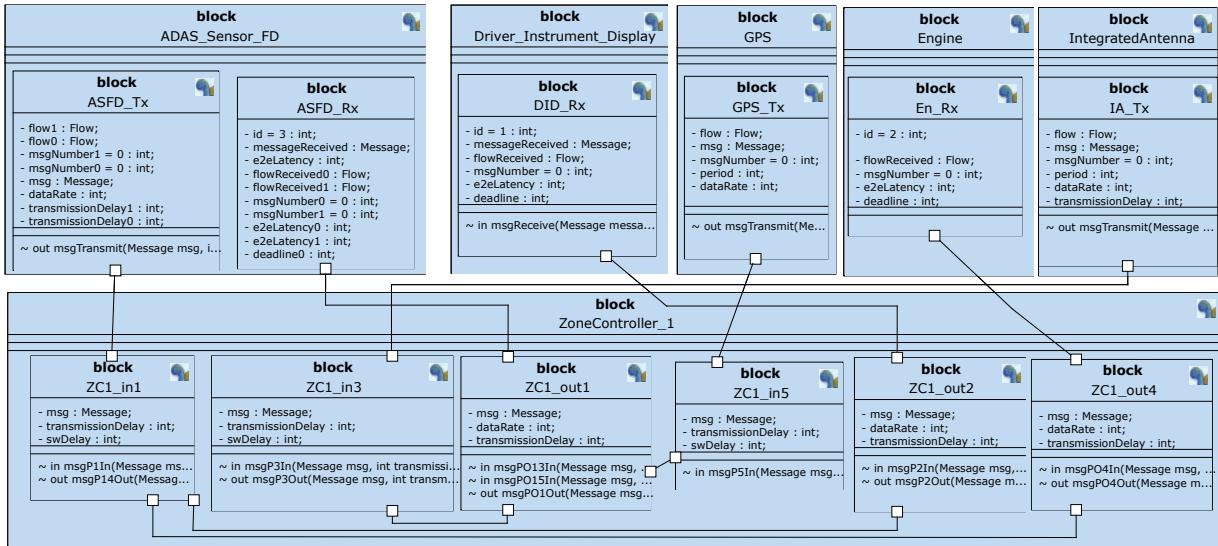 block
ADAS_Sensor_FD
block
ASFD_Tx
- flow1 : Flow;
- flow0 : Flow;
- msgNumber1 = 0 : int;
- msgNumber0 = 0 : int;
- msg : Message;
- dataRate : int;
- transmissionDelay1 : int;
- transmissionDelay0 : int;
~ out msgTransmit(Message msg, i...
block
ASFD_Rx
- id = 3 : int;
- messageReceived : Message;
- e2eLatency : int;
- flowReceived0 : Flow;
- flowReceived1 : Flow;
- msgNumber0 = 0 : int;
- msgNumber1 = 0 : int;
- e2eLatency0 : int;
- e2eLatency1 : int;
- deadline0 : int;
block
Driver_Instrument_Display
block
DID_Rx
- id = 1 : int;
- messageReceived : Message;
- flowReceived : Flow;
- msgNumber = 0 : int;
- e2eLatency : int;
- deadline : int;
~ in msgReceive(Message messa...
block
GPS
block
GPS_Tx
- flow : Flow;
- msg : Message;
- msgNumber = 0 : int;
- period : int;
- dataRate : int;
~ out msgTransmit(Me...
block
Engine
block
En_Rx
- id = 2 : int;
- flowReceived : Flow;
- msgNumber = 0 : int;
- e2eLatency : int;
- deadline : int;
block
IntegratedAntenna
block
IA_Tx
- flow : Flow;
- msg : Message;
- msgNumber = 0 : int;
- period : int;
- dataRate : int;
- transmissionDelay : int;
~ out msgTransmit(Message ...
block
ZoneController_1
block
ZC1_in1
- msg : Message;
- transmissionDelay : int;
- swDelay : int;
~ in msgP1In(Message ms...
~ out msgP14Out(Messag...
block
ZC1_in3
- msg : Message;
- transmissionDelay : int;
- swDelay : int;
~ in msgP3In(Message msg, int transmissi...
~ out msgP3Out(Message msg, int transm...
block
ZC1_out1
- msg : Message;
- dataRate : int;
- transmissionDelay : int;
~ in msgPO13In(Message msg, ...
~ in msgPO15In(Message msg, ...
~ out msgPO1Out(Message msg...
block
ZC1_in5
- msg : Message;
- transmissionDelay : int;
- swDelay : int;
~ in msgP5In(Message msg...
block
ZC1_out2
- msg : Message;
- dataRate : int;
- transmissionDelay : int;
~ in msgP2In(Message msg,...
~ out msgP2Out(Message m...
block
ZC1_out4
- msg : Message;
- dataRate : int;
- transmissionDelay : int;
~ in msgPO4In(Message msg, ...
~ out msgPO4Out(Message m...